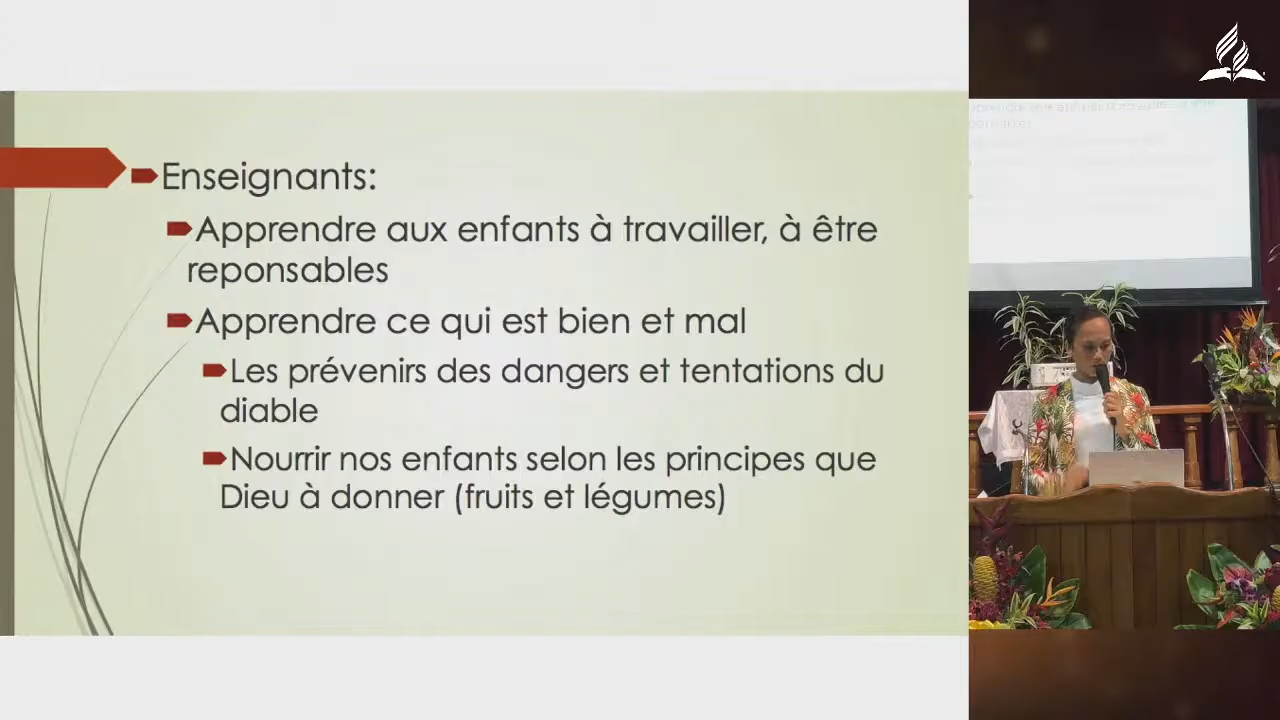 Enseignants:
Apprendre aux enfants à travailler, à être
reponsables
Apprendre ce qui est bien et mal
Les prévenirs des dangers et tentations du
diable
Nourrir nos enfants selon les principes que
Dieu à donner (fruits et légumes)